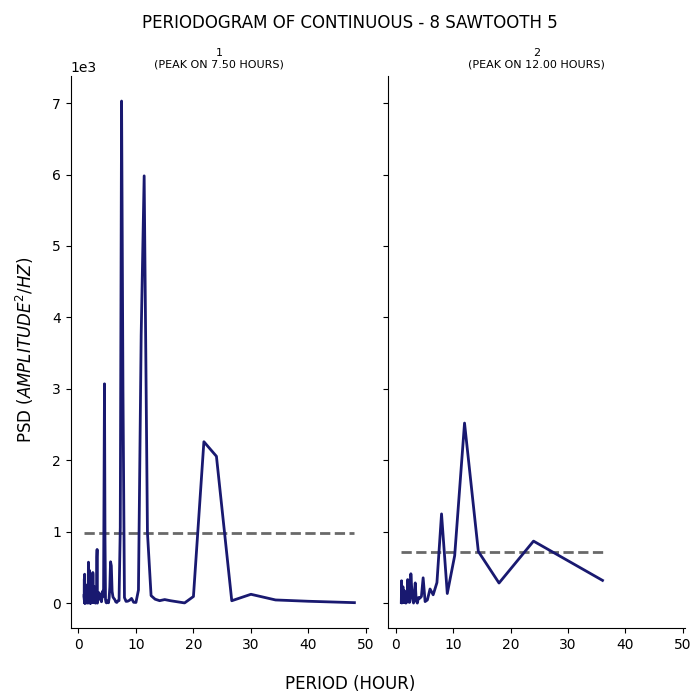 PERIODOGRAM OF CONTINUOUS - 8 SAWTOOTH 5
1
(PEAK ON 7.50 HOURS)
2
(PEAK ON 12.00 HOURS)
1e3
7
6
5
4
3
2
1
0
PSD (AMPLITUDE²/HZ)
0 10 20 30 40 50
0 10 20 30 40 50
PERIOD (HOUR)